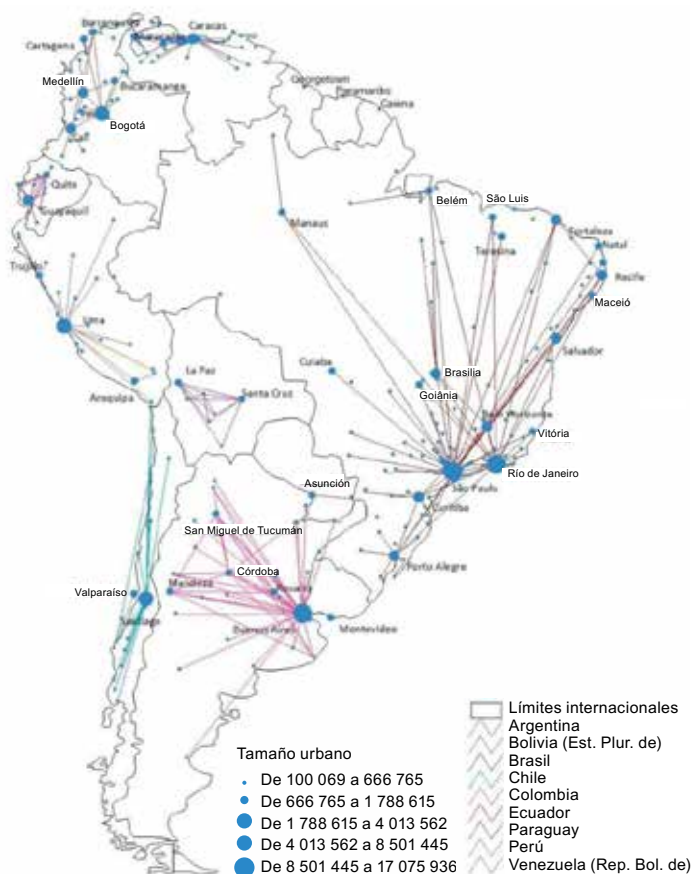 Barranquilla
Caracas
Cartagena
Maracaibo
Medellín
Bucaramanga
Bogotá
Georgetown
Paramaribo
Caiena
Quito
Guayaquil
Belém
São Luis
Manaus
Fortaleza
Teresina
Natal
Trujillo
Recife
Maceió
Lima
Salvador
Cuiaba
Brasilia
La Paz
Goiânia
Arequipa
Santa Cruz
Belo Horizonte
Vitória
Río de Janeiro
São Paulo
Asunción
Curitiba
San Miguel de Tucumán
Porto Alegre
Córdoba
Valparaíso
Mendoza
Rosario
Santiago
Buenos Aires
Montevideo
Tamaño urbano
De 100 069 a 666 765
De 666 765 a 1 788 615
De 1 788 615 a 4 013 562
De 4 013 562 a 8 501 445
De 8 501 445 a 17 075 936
Límites internacionales
Argentina
Bolivia (Est. Plur. de)
Brasil
Chile
Colombia
Ecuador
Paraguay
Perú
Venezuela (Rep. Bol. de)